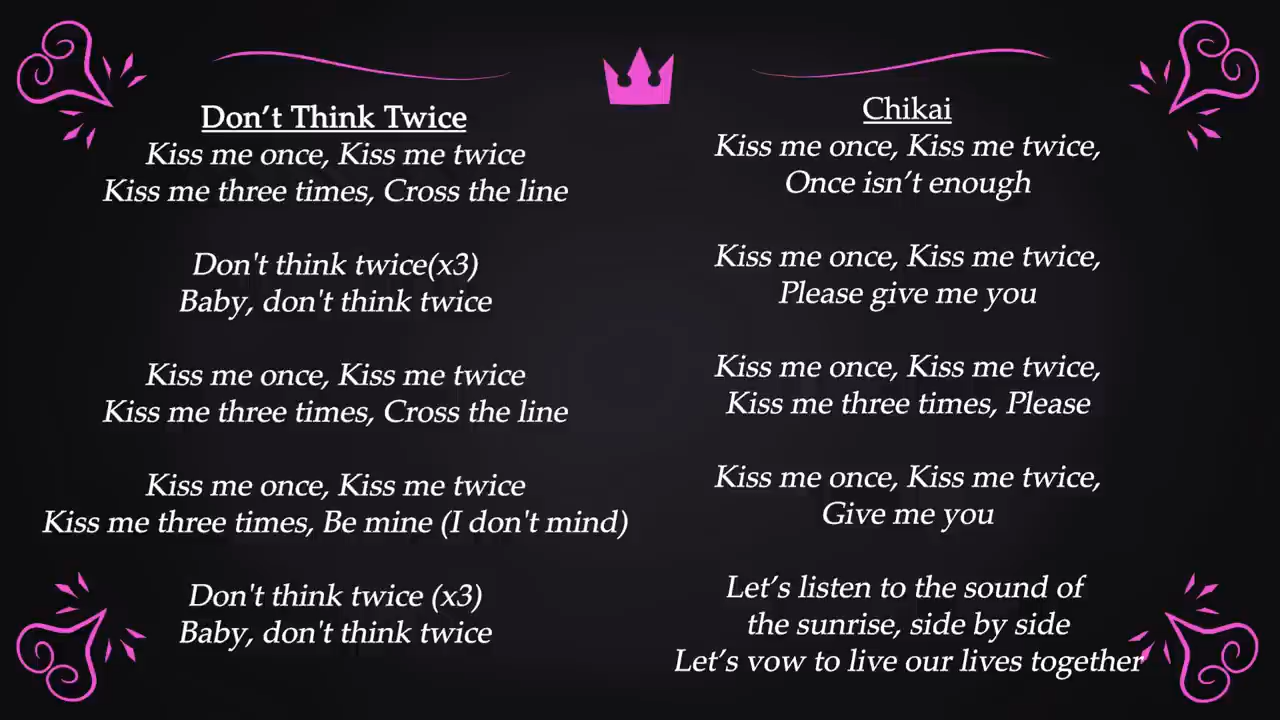 Don’t Think Twice
Kiss me once, Kiss me twice
Kiss me three times, Cross the line
Don't think twice(x3)
Baby, don't think twice
Kiss me once, Kiss me twice
Kiss me three times, Cross the line
Kiss me once, Kiss me twice
Kiss me three times, Be mine (I don't mind)
Don't think twice (x3)
Baby, don't think twice
Chikai
Kiss me once, Kiss me twice,
Once isn’t enough
Kiss me once, Kiss me twice,
Please give me you
Kiss me once, Kiss me twice,
Kiss me three times, Please
Kiss me once, Kiss me twice,
Give me you
Let’s listen to the sound of
the sunrise, side by side
Let’s vow to live our lives together